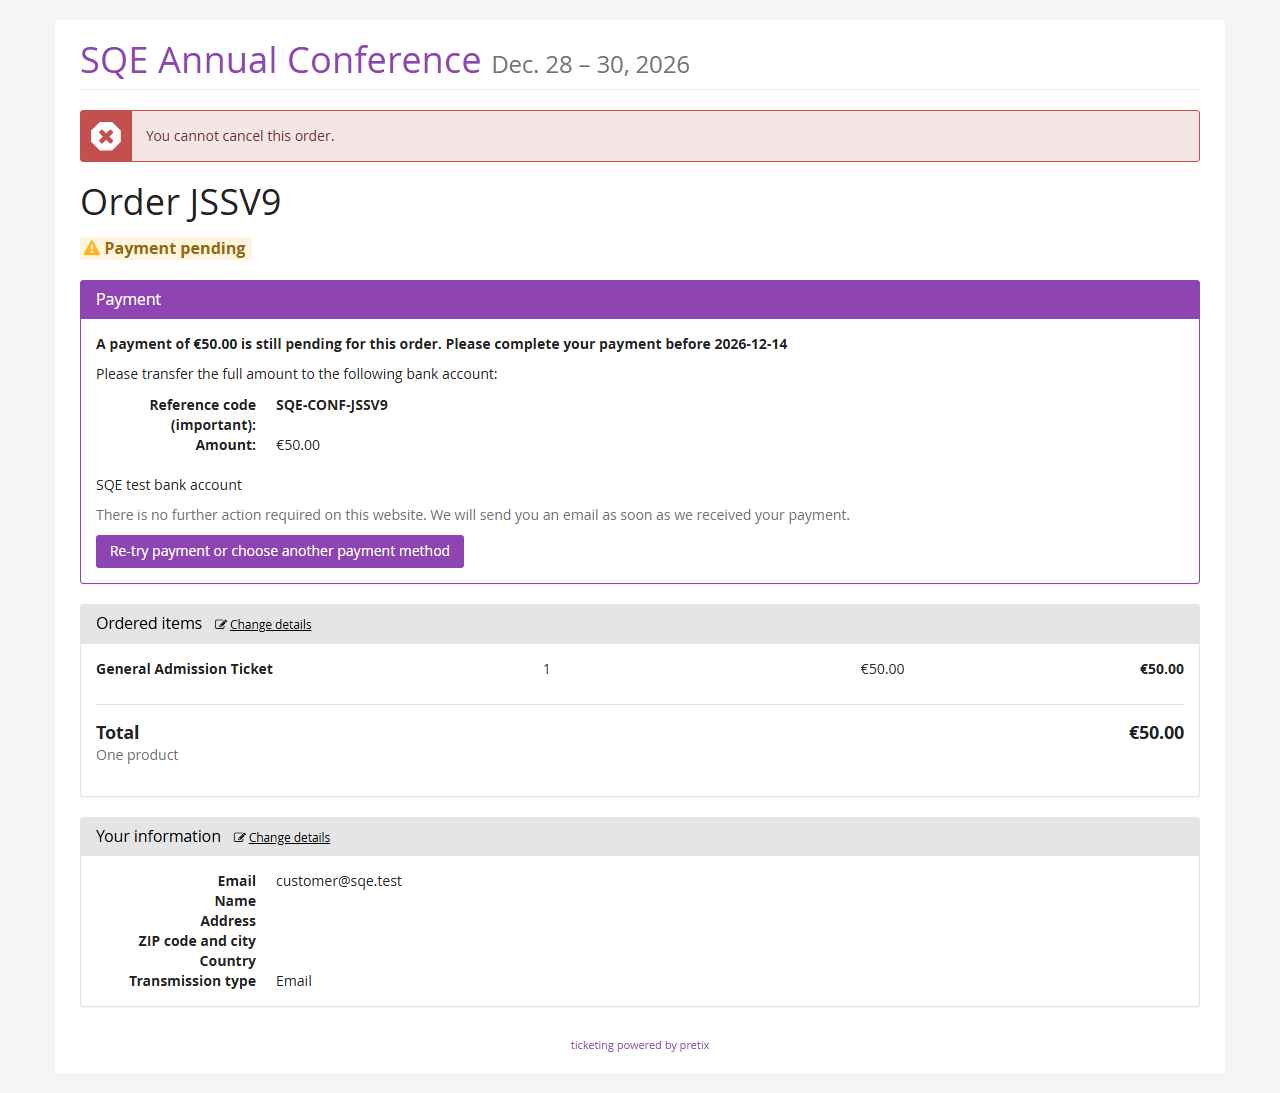 SQE Annual Conference Dec. 28 – 30, 2026
You cannot cancel this order.
Order JSSV9
Payment pending
Payment
A payment of €50.00 is still pending for this order. Please complete your payment before 2026-12-14
Please transfer the full amount to the following bank account:
Reference code (important): SQE-CONF-JSSV9
Amount: €50.00
SQE test bank account
There is no further action required on this website. We will send you an email as soon as we received your payment.
Re-try payment or choose another payment method
Ordered items Change details
General Admission Ticket 1 €50.00 €50.00
Total €50.00
One product
Your information Change details
Email customer@sqe.test
Name
Address
ZIP code and city
Country
Transmission type Email
ticketing powered by pretix